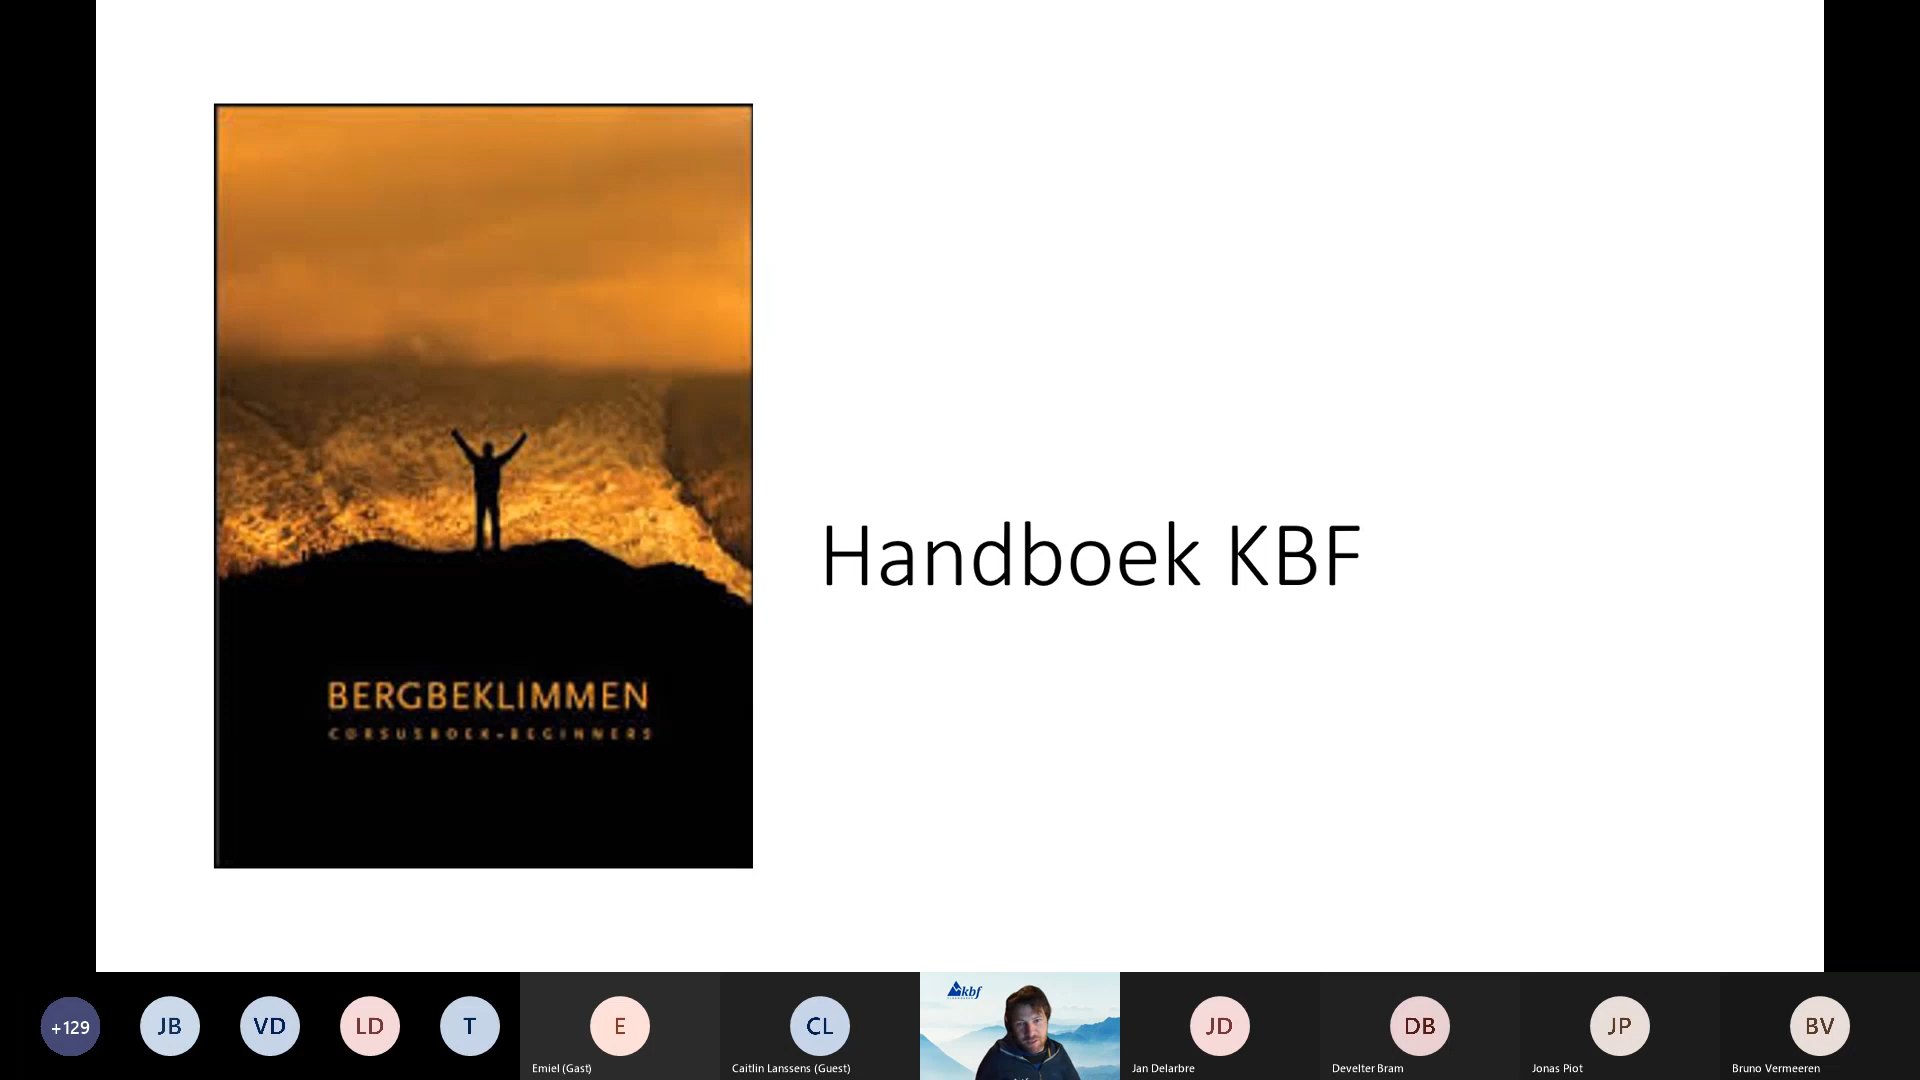 BERGBEKLIMMEN
CURSUSBOEK-BEGINNERS
Handboek KBF
+129
JB
VD
LD
T
E
Emiel (Gast)
CL
Caitlin Lanssens (Guest)
kbf
JD
Jan Delarbre
DB
Develter Bram
JP
Jonas Piot
BV
Bruno Vermeeren